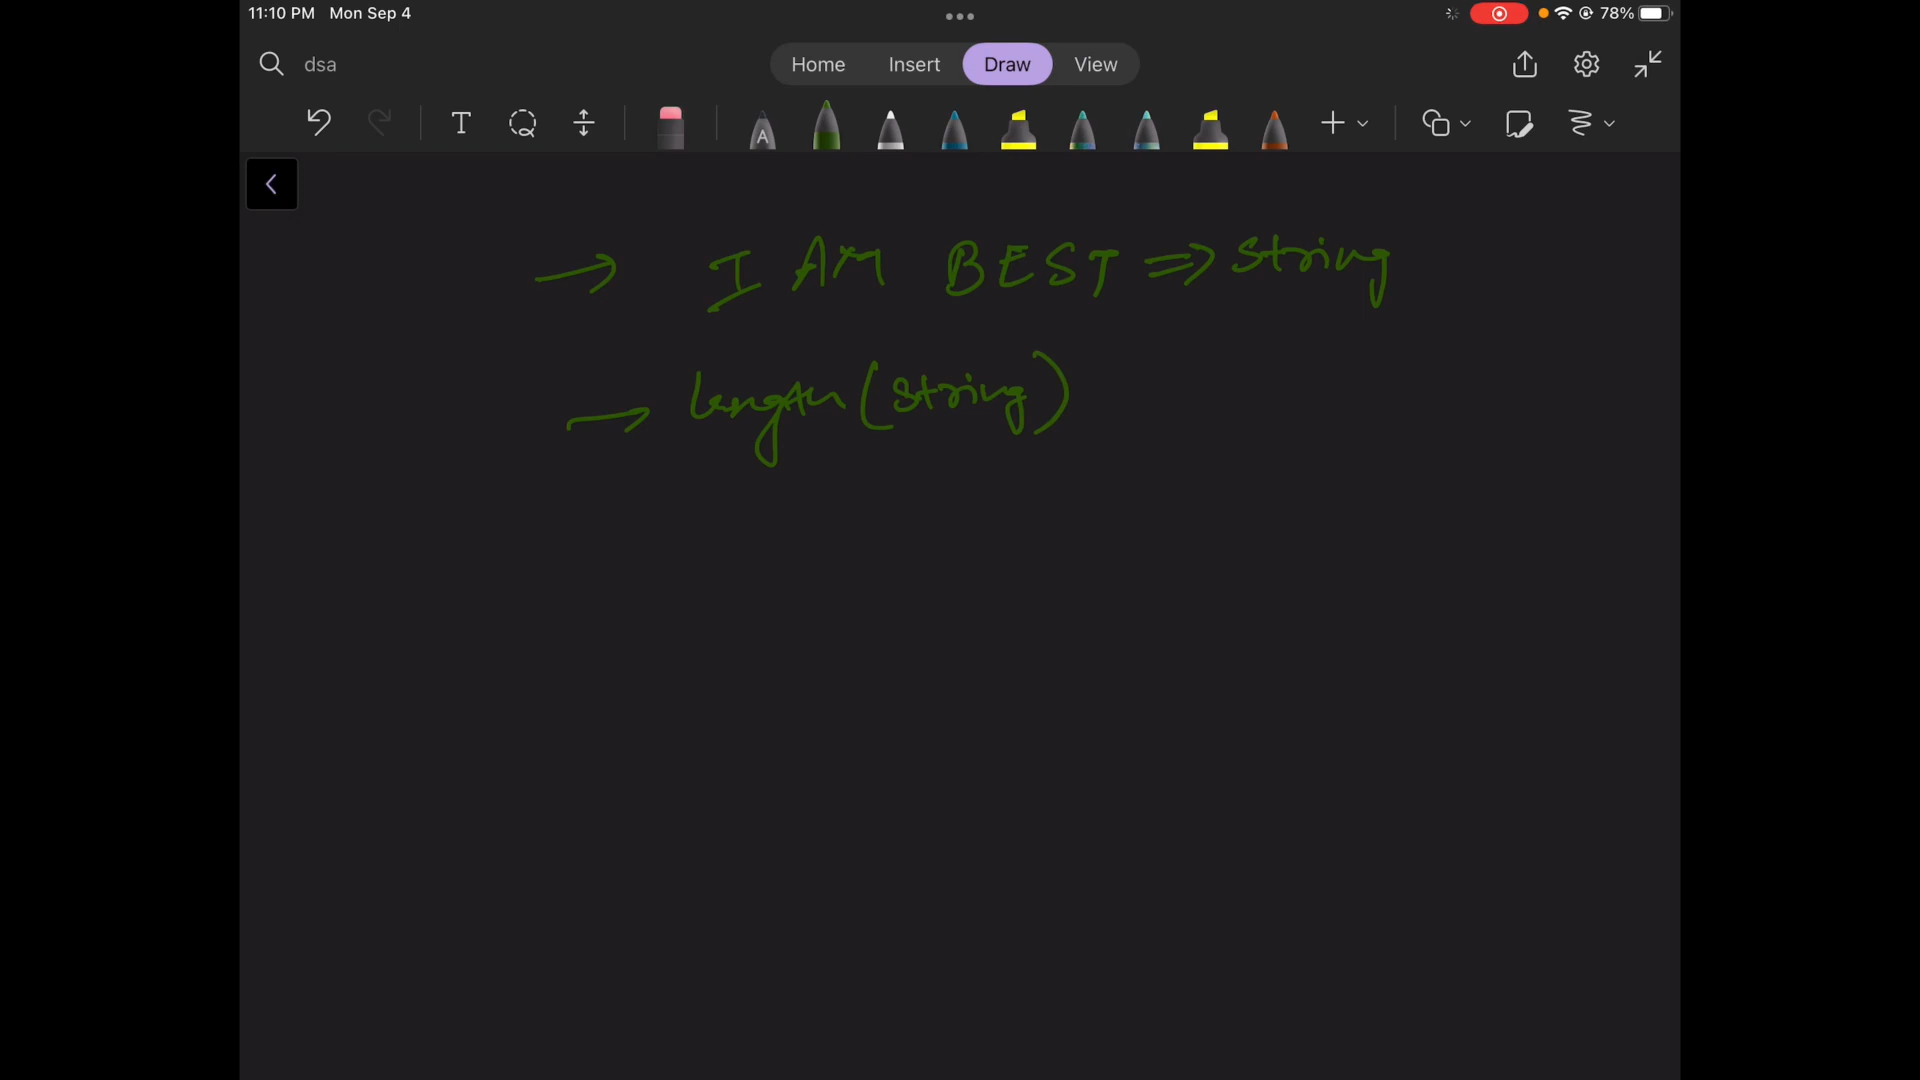 11:10 PM Mon Sep 4
78%
dsa
Home Insert Draw View
A
→ I AM BEST ⇒ String
→ length (String)